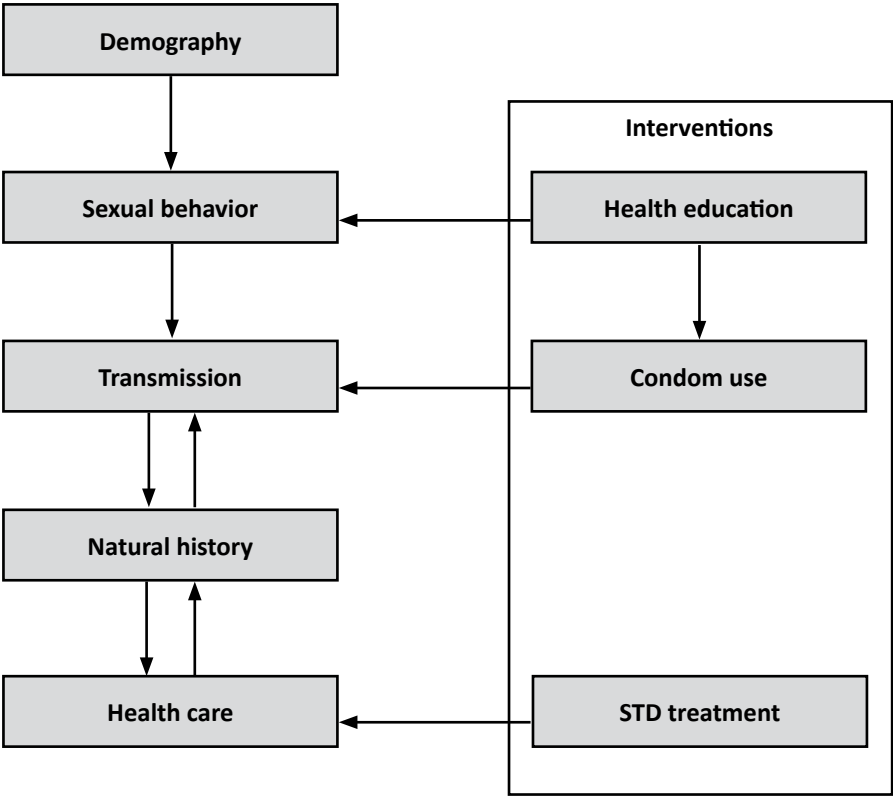 Demography
Interventions
Sexual behavior
Health education
Transmission
Condom use
Natural history
Health care
STD treatment